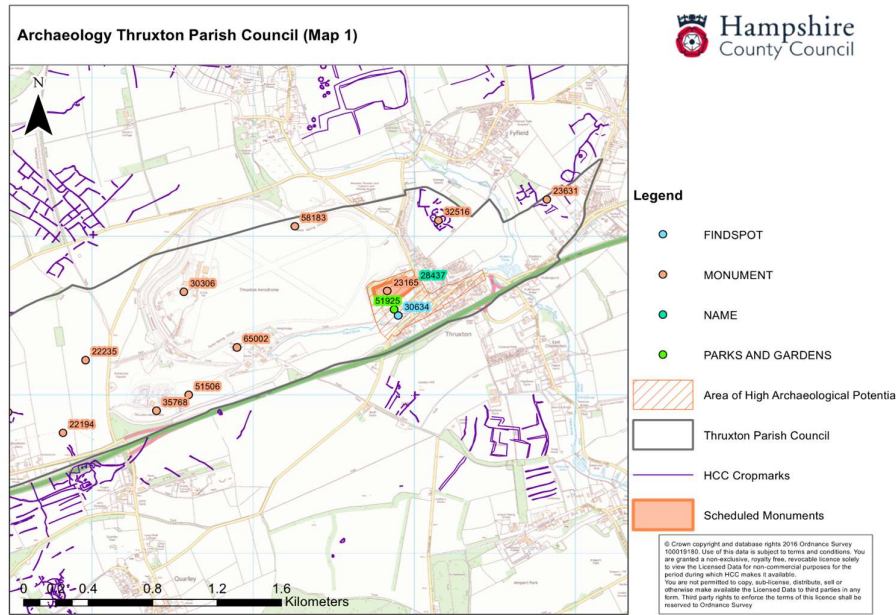 Archaeology Thruxton Parish Council (Map 1)
Hampshire
County Council
N
Fyfield
23631
32516
58183
28437
23165
30306
Thruxton Aerodrome
51925
30634
Thruxton
65002
22235
51506
35768
22194
Quarley
0 0.2 0.4 0.8 1.2 1.6
Kilometers
Legend
FINDSPOT
MONUMENT
NAME
PARKS AND GARDENS
Area of High Archaeological Potentia
Thruxton Parish Council
HCC Cropmarks
Scheduled Monuments
© Crown copyright and database rights 2016 Ordnance Survey
100019180. Use of this data is subject to terms and conditions. You
are granted a non-exclusive, royalty free, revocable licence solely
to view the Licensed Data for non-commercial purposes for the
period during which HCC makes it available.
You are not permitted to copy, sub-license, distribute, sell or
otherwise make available the Licensed Data to third parties in any
form. Third party rights to enforce the terms of this licence shall be
reserved to Ordnance Survey